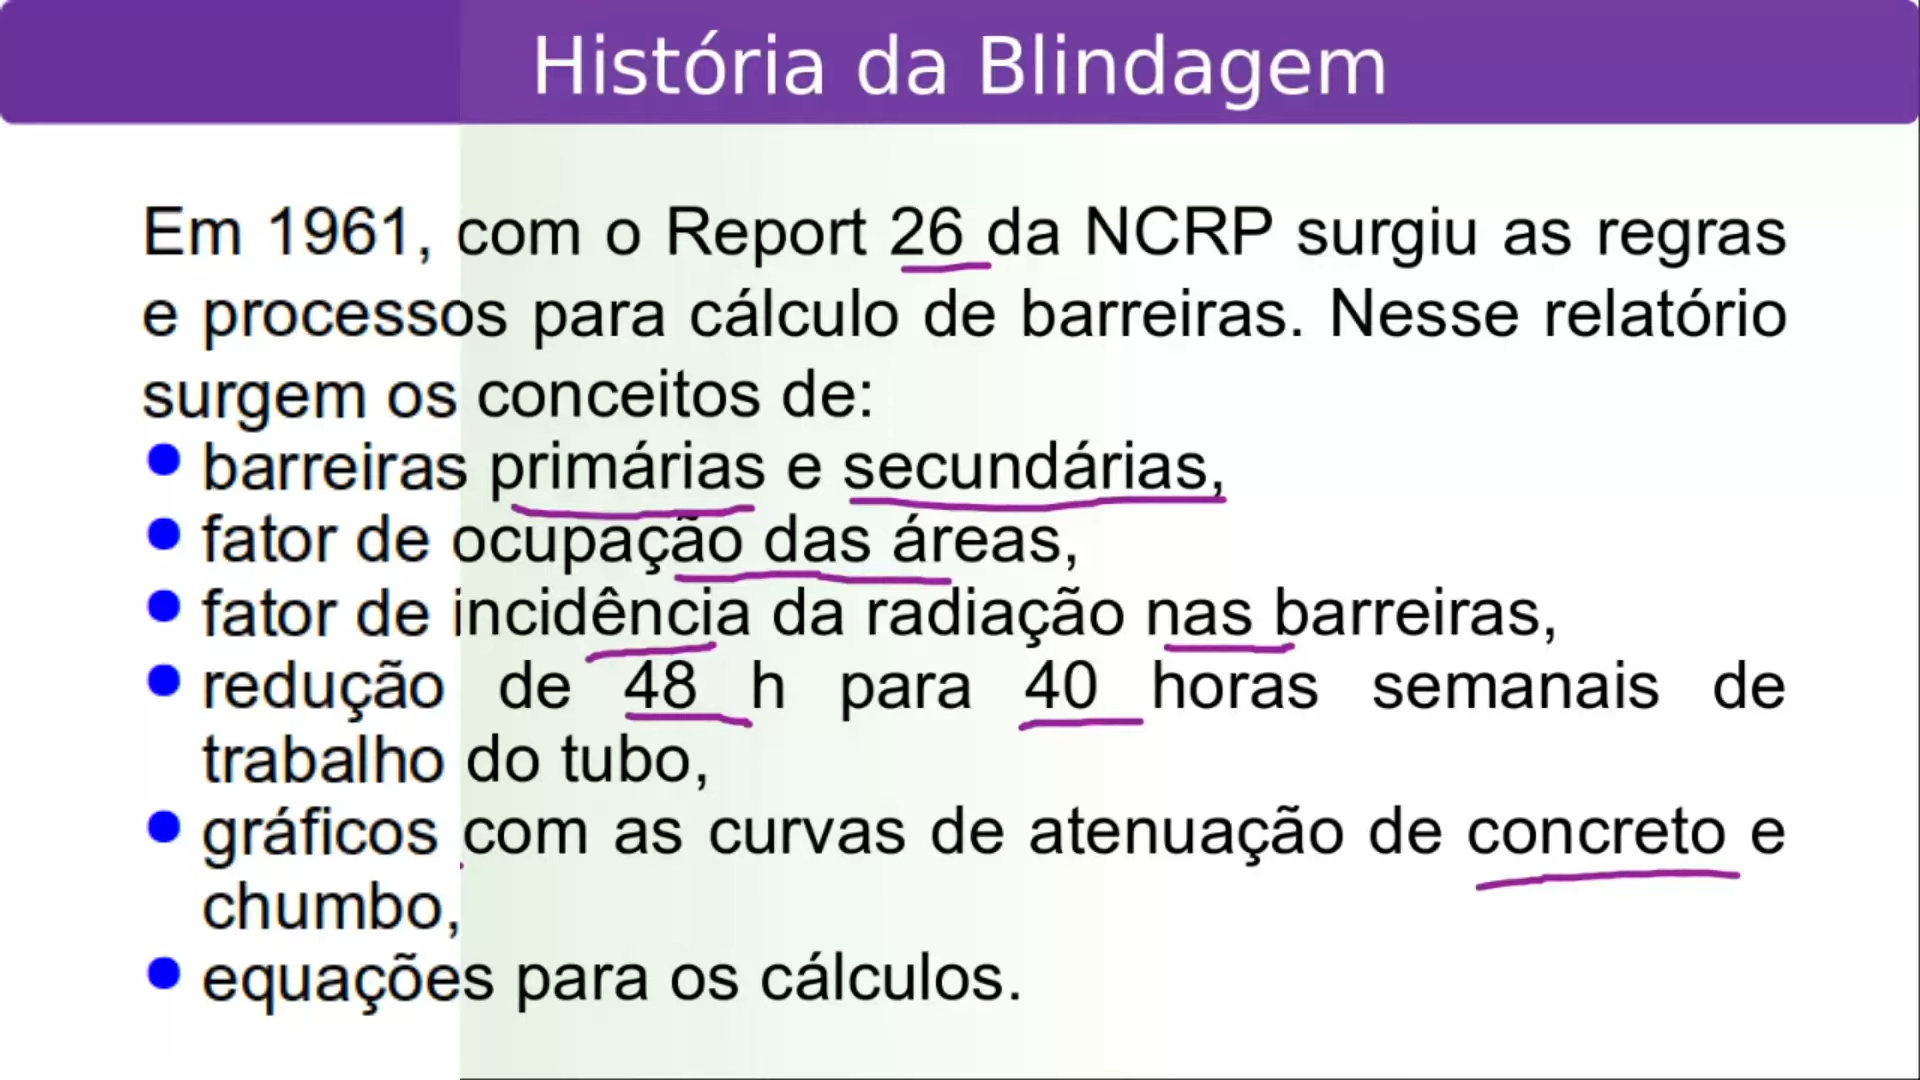 História da Blindagem
Em 1961, com o Report 26 da NCRP surgiu as regras
e processos para cálculo de barreiras. Nesse relatório
surgem os conceitos de:
● barreiras primárias e secundárias,
● fator de ocupação das áreas,
● fator de incidência da radiação nas barreiras,
● redução de 48 h para 40 horas semanais de
trabalho do tubo,
● gráficos com as curvas de atenuação de concreto e
chumbo,
● equações para os cálculos.